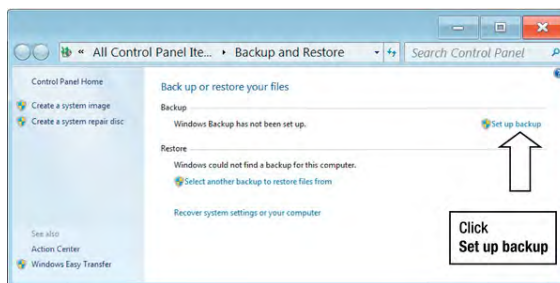 « All Control Panel Ite... ▸ Backup and Restore
Search Control Panel
Control Panel Home
Create a system image
Create a system repair disc
Back up or restore your files
Backup
Windows Backup has not been set up.
Set up backup
Restore
Windows could not find a backup for this computer.
Select another backup to restore files from
Recover system settings or your computer
Click
Set up backup
See also
Action Center
Windows Easy Transfer